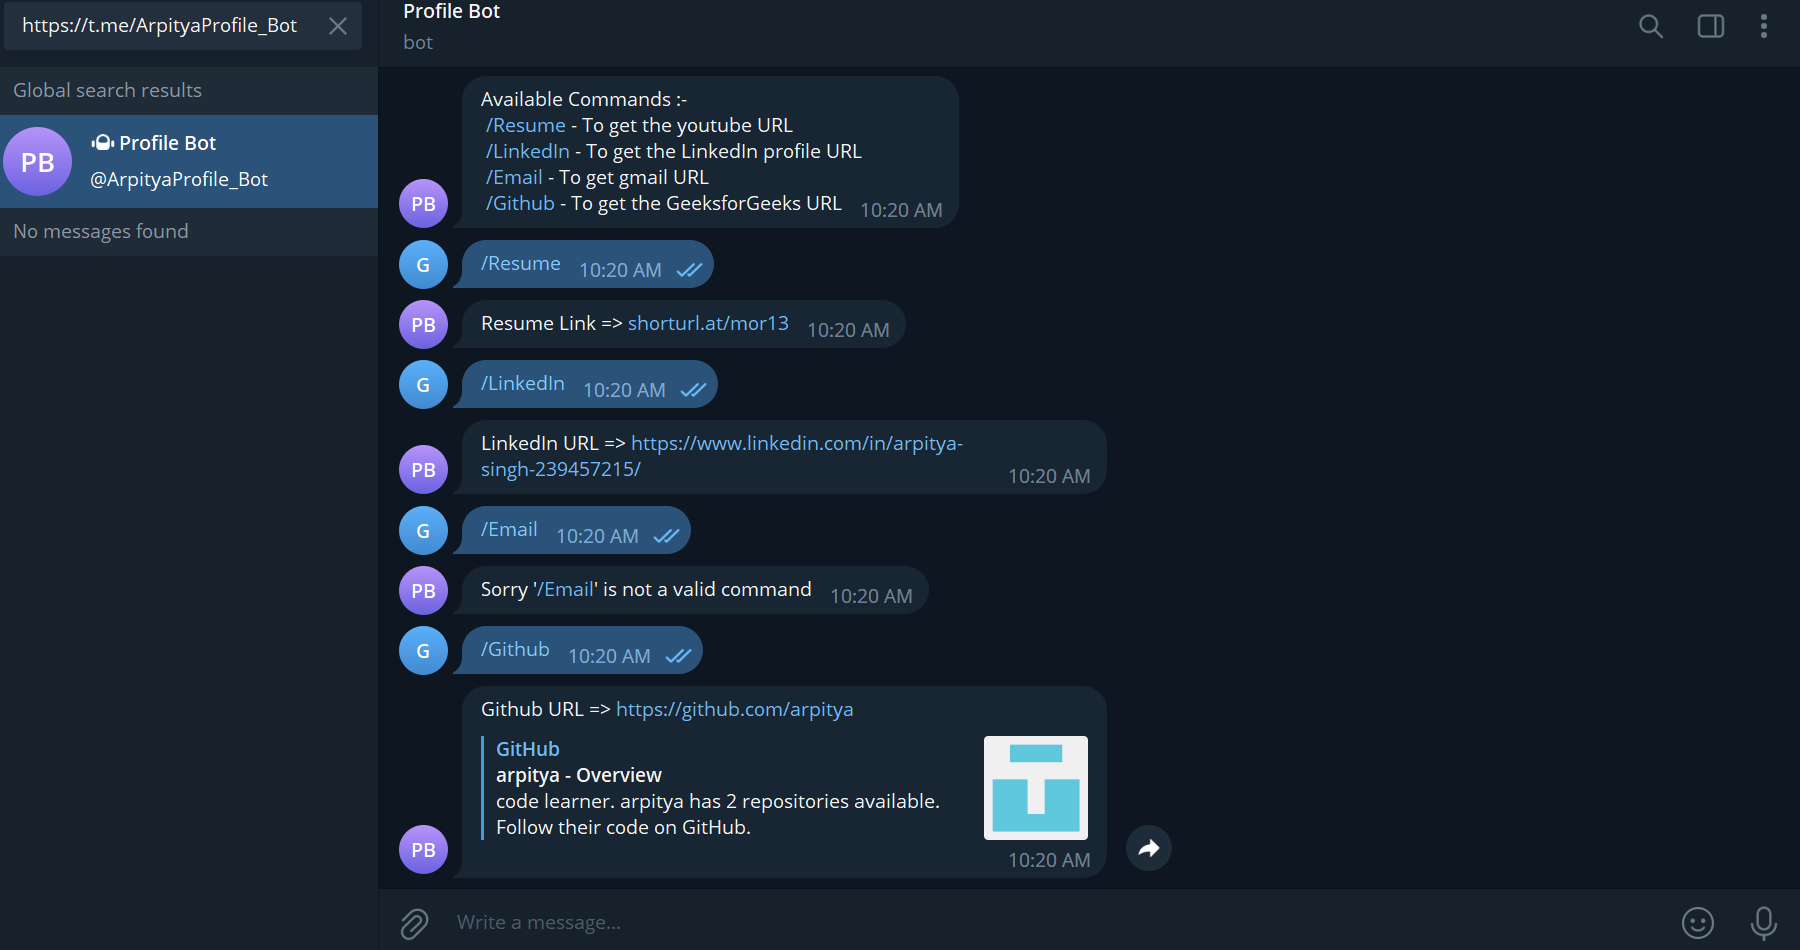 https://t.me/ArpityaProfile_Bot
Global search results
PB
Profile Bot
@ArpityaProfile_Bot
No messages found
Profile Bot
bot
Available Commands :-
/Resume - To get the youtube URL
/LinkedIn - To get the LinkedIn profile URL
/Email - To get gmail URL
/Github - To get the GeeksforGeeks URL 10:20 AM
PB
G
/Resume 10:20 AM
PB
Resume Link => shorturl.at/mor13 10:20 AM
G
/LinkedIn 10:20 AM
LinkedIn URL => https://www.linkedin.com/in/arpitya-
singh-239457215/ 10:20 AM
PB
G
/Email 10:20 AM
PB
Sorry '/Email' is not a valid command 10:20 AM
G
/Github 10:20 AM
Github URL => https://github.com/arpitya
GitHub
arpitya - Overview
code learner. arpitya has 2 repositories available.
Follow their code on GitHub.
PB
10:20 AM
Write a message...